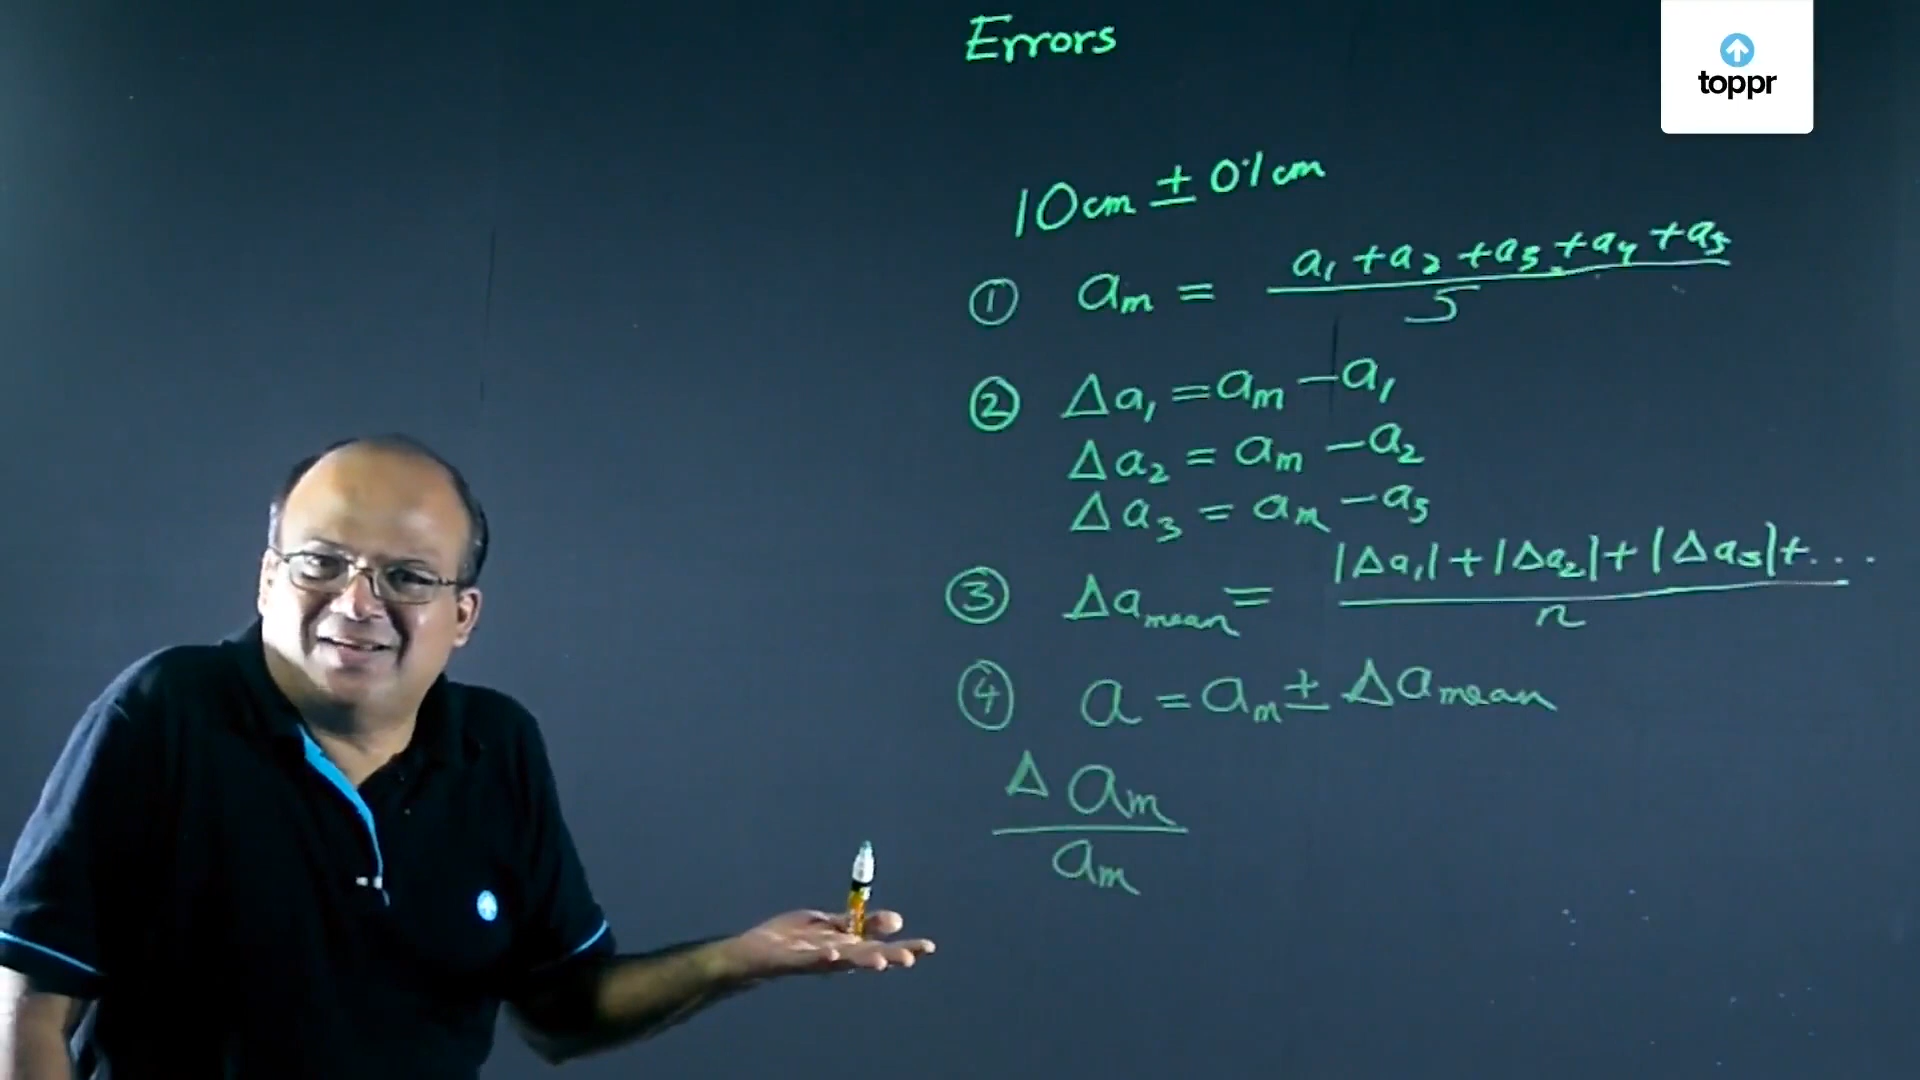 Errors
toppr
10cm ± 0.1cm
① am = a1 + a2 + a3 + a4 + a5 / 5
② Δa1 = am - a1
Δa2 = am - a2
Δa3 = am - a3
③ Δamean = |Δa1| + |Δa2| + |Δa3| + ... / n
④ a = am ± Δamean
Δam
am